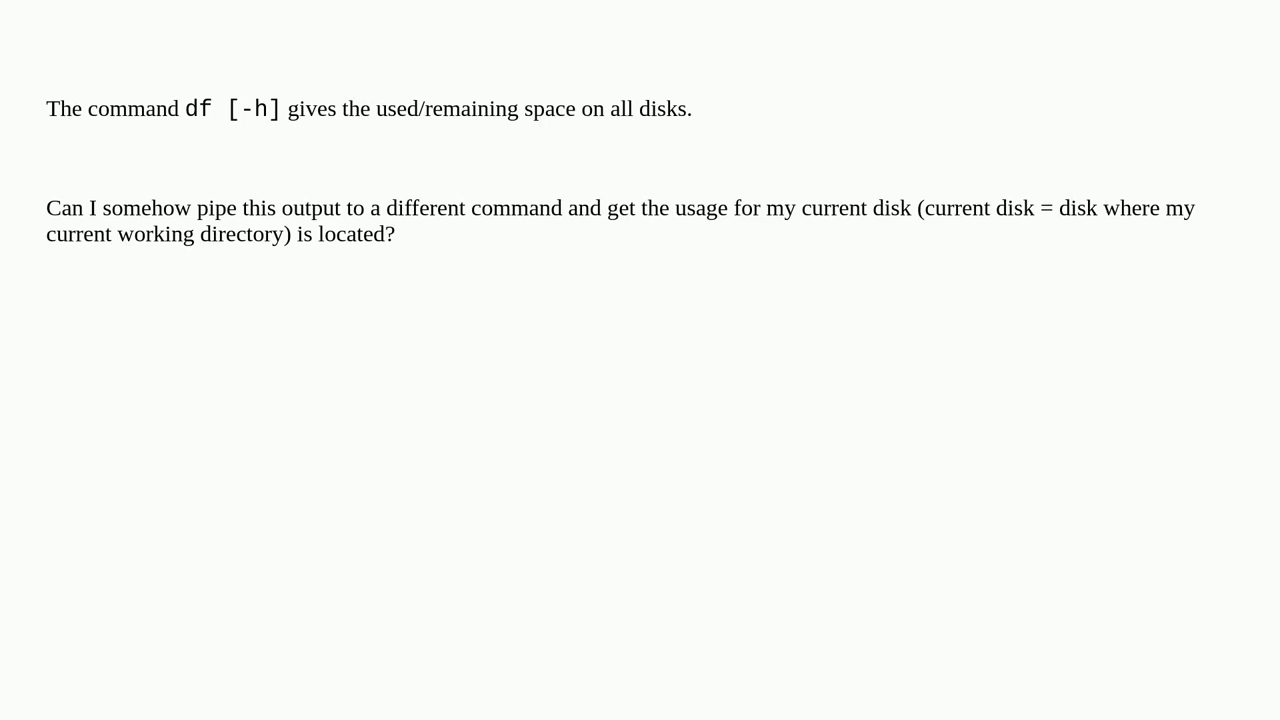 The command df [-h] gives the used/remaining space on all disks.
Can I somehow pipe this output to a different command and get the usage for my current disk (current disk = disk where my
current working directory) is located?